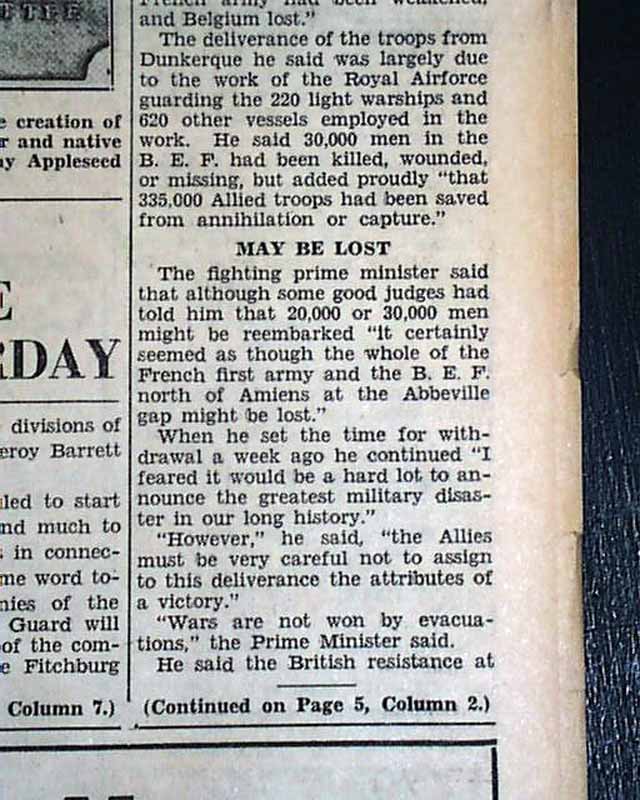 TTEE
e creation of
r and native
ny Appleseed
E
RDAY
divisions of
eroy Barrett
led to start
nd much to
s in connec-
me word to-
nies of the
Guard will
of the com-
e Fitchburg
Column 7.)
French army had been weakened,
and Belgium lost."
The deliverance of the troops from
Dunkerque he said was largely due
to the work of the Royal Airforce
guarding the 220 light warships and
620 other vessels employed in the
work. He said 30,000 men in the
B. E. F. had been killed, wounded,
or missing, but added proudly "that
335,000 Allied troops had been saved
from annihilation or capture."
MAY BE LOST
The fighting prime minister said
that although some good judges had
told him that 20,000 or 30,000 men
might be reembarked "it certainly
seemed as though the whole of the
French first army and the B. E. F.
north of Amiens at the Abbeville
gap might be lost."
When he set the time for with-
drawal a week ago he continued "I
feared it would be a hard lot to an-
nounce the greatest military disas-
ter in our long history."
"However," he said, "the Allies
must be very careful not to assign
to this deliverance the attributes of
a victory."
"Wars are not won by evacua-
tions," the Prime Minister said.
He said the British resistance at
(Continued on Page 5, Column 2.)